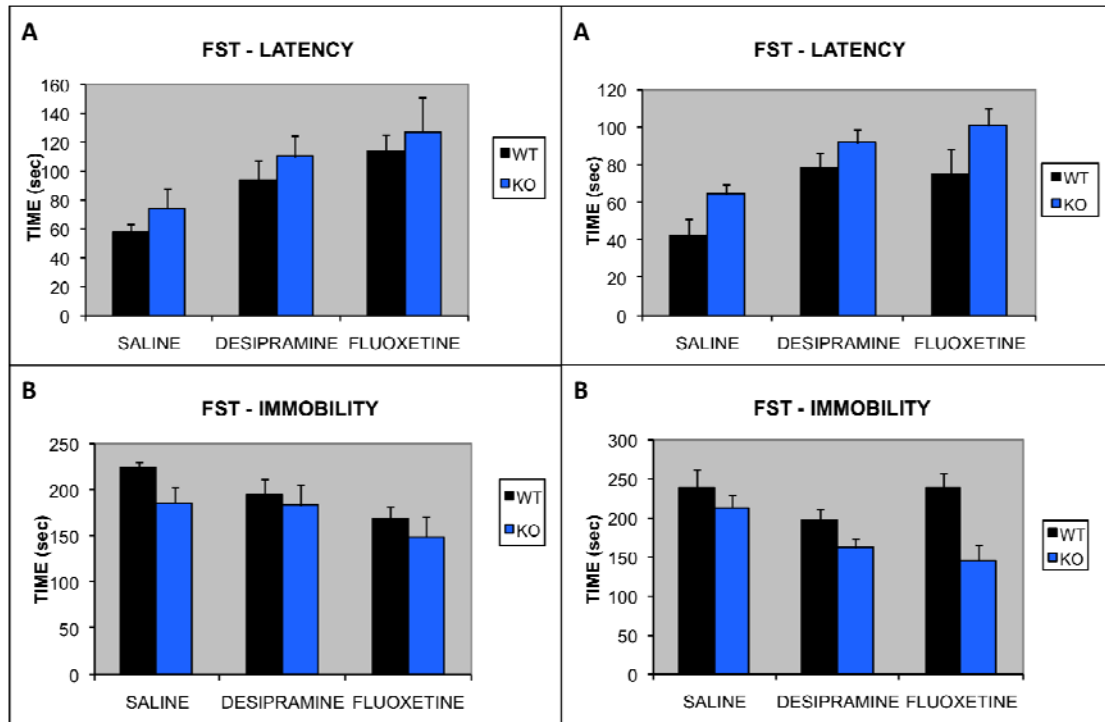 A
FST - LATENCY
TIME (sec)
160
140
120
100
80
60
40
20
0
SALINE DESIPRAMINE FLUOXETINE
WT
KO
A
FST - LATENCY
TIME (sec)
120
100
80
60
40
20
0
SALINE DESIPRAMINE FLUOXETINE
WT
KO
B
FST - IMMOBILITY
TIME (sec)
250
200
150
100
50
0
SALINE DESIPRAMINE FLUOXETINE
WT
KO
B
FST - IMMOBILITY
TIME (sec)
300
250
200
150
100
50
0
SALINE DESIPRAMINE FLUOXETINE
WT
KO